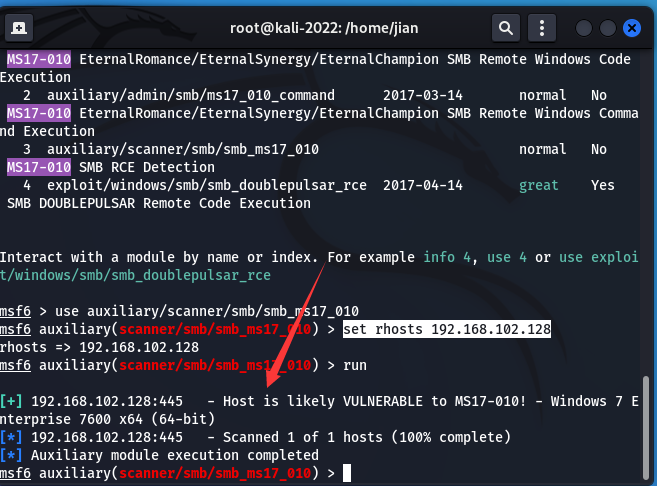 root@kali-2022: /home/jian
MS17-010 EternalRomance/EternalSynergy/EternalChampion SMB Remote Windows Code
Execution
2 auxiliary/admin/smb/ms17_010_command 2017-03-14 normal No
MS17-010 EternalRomance/EternalSynergy/EternalChampion SMB Remote Windows Comma
nd Execution
3 auxiliary/scanner/smb/smb_ms17_010 normal No
MS17-010 SMB RCE Detection
4 exploit/windows/smb/smb_doublepulsar_rce 2017-04-14 great Yes
SMB DOUBLEPULSAR Remote Code Execution
Interact with a module by name or index. For example info 4, use 4 or use exploi
t/windows/smb/smb_doublepulsar_rce
msf6 > use auxiliary/scanner/smb/smb_ms17_010
msf6 auxiliary(scanner/smb/smb_ms17_010) > set rhosts 192.168.102.128
rhosts => 192.168.102.128
msf6 auxiliary(scanner/smb/smb_ms17_010) > run
[+] 192.168.102.128:445 - Host is likely VULNERABLE to MS17-010! - Windows 7 E
nterprise 7600 x64 (64-bit)
[*] 192.168.102.128:445 - Scanned 1 of 1 hosts (100% complete)
[*] Auxiliary module execution completed
msf6 auxiliary(scanner/smb/smb_ms17_010) >